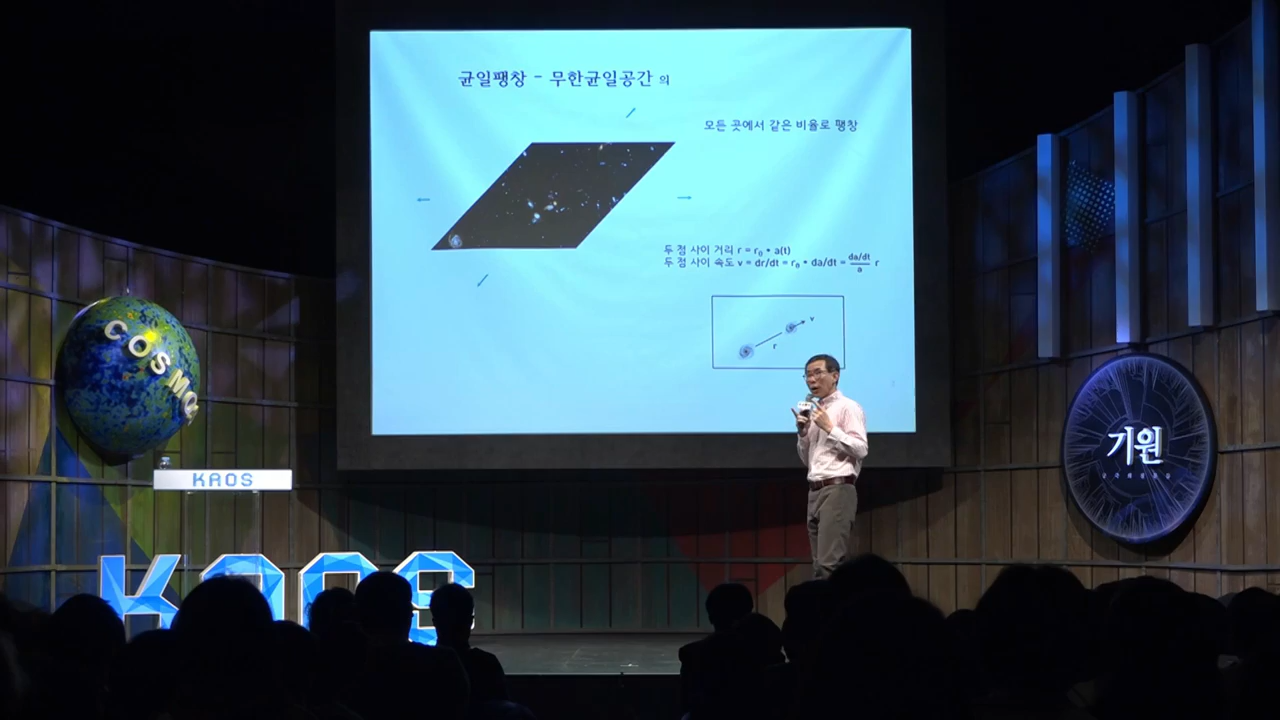 균일팽창 - 무한균일공간 의
모든 곳에서 같은 비율로 팽창
두 점 사이 거리 r = r₀ * a(t)
두 점 사이 속도 v = dr/dt = r₀ * da/dt = da/dt / a r
v
r
COSMOS
KAOS
기원
KAOS